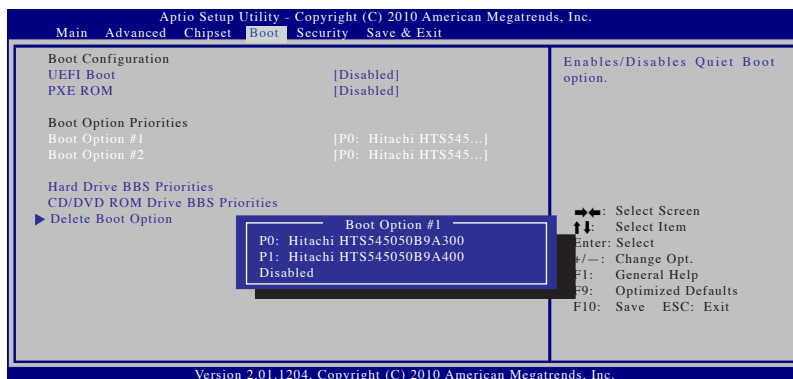 Aptio Setup Utility - Copyright (C) 2010 American Megatrends, Inc.
Main Advanced Chipset Boot Security Save & Exit
Boot Configuration
UEFI Boot [Disabled]
PXE ROM [Disabled]
Boot Option Priorities
Boot Option #1 [P0: Hitachi HTS545...]
Boot Option #2 [P0: Hitachi HTS545...]
Hard Drive BBS Priorities
CD/DVD ROM Drive BBS Priorities
Delete Boot Option
Boot Option #1
P0: Hitachi HTS545050B9A300
P1: Hitachi HTS545050B9A400
Disabled
Enables/Disables Quiet Boot
option.
→←: Select Screen
↑↓: Select Item
Enter: Select
+/—: Change Opt.
F1: General Help
F9: Optimized Defaults
F10: Save ESC: Exit
Version 2.01.1204. Copyright (C) 2010 American Megatrends, Inc.